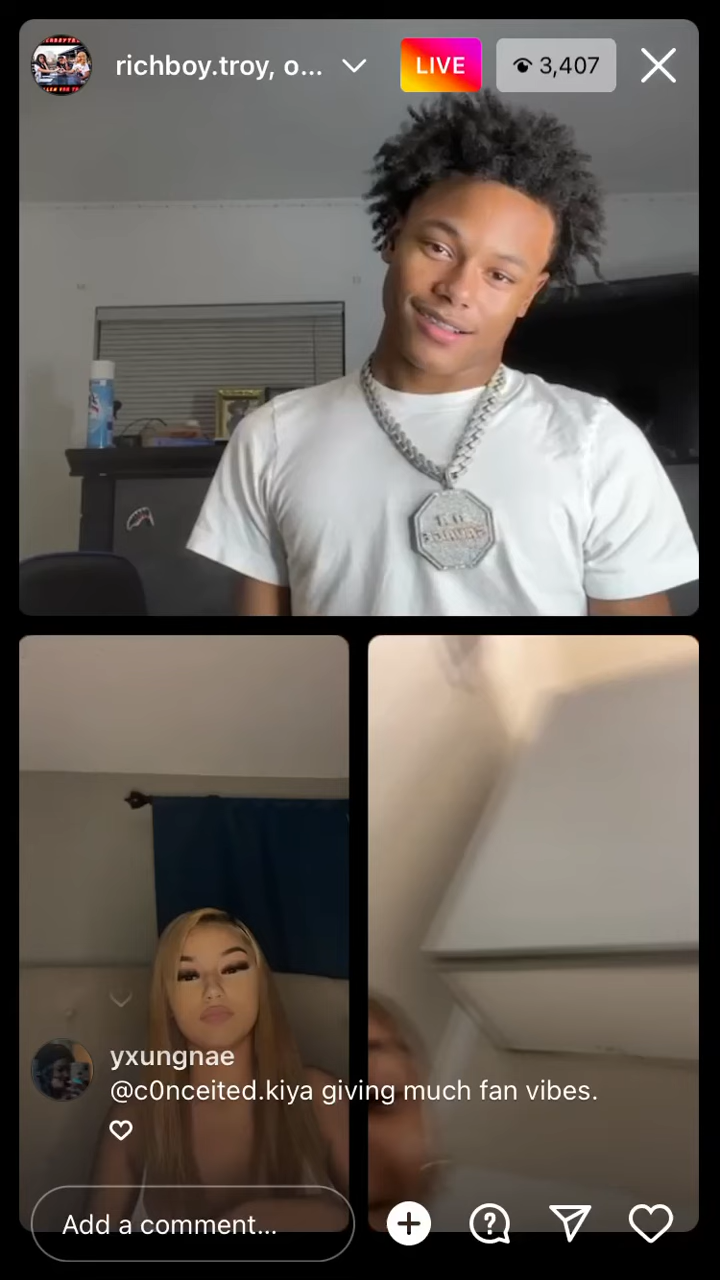 richboy.troy, o... LIVE 3,407
yxungnae
@c0nceited.kiya giving much fan vibes.
Add a comment...